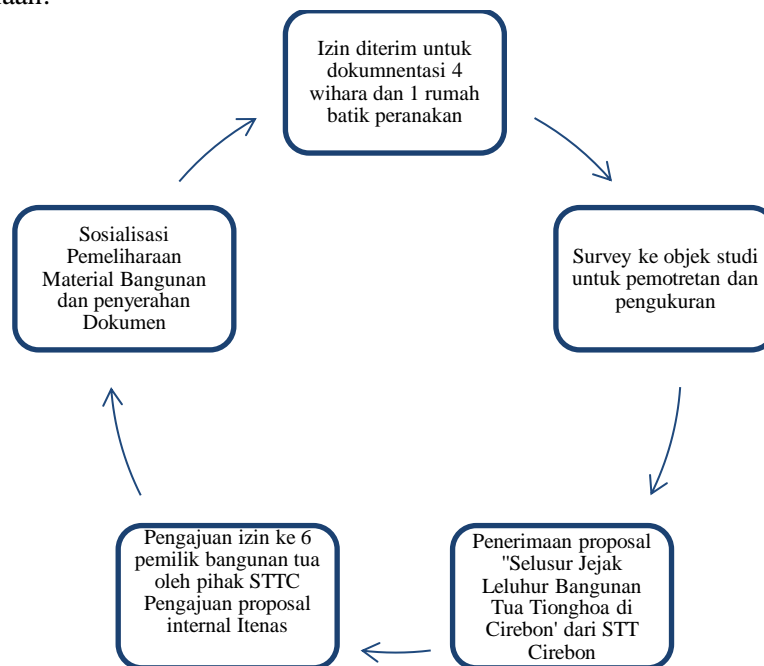 Izin diterim untuk
dokumnentasi 4
wihara dan 1 rumah
batik peranakan
Survey ke objek studi
untuk pemotretan dan
pengukuran
Penerimaan proposal
"Selusur Jejak
Leluhur Bangunan
Tua Tionghoa di
Cirebon' dari STT
Cirebon
Pengajuan izin ke 6
pemilik bangunan tua
oleh pihak STTC
Pengajuan proposal
internal Itenas
Sosialisasi
Pemeliharaan
Material Bangunan
dan penyerahan
Dokumen